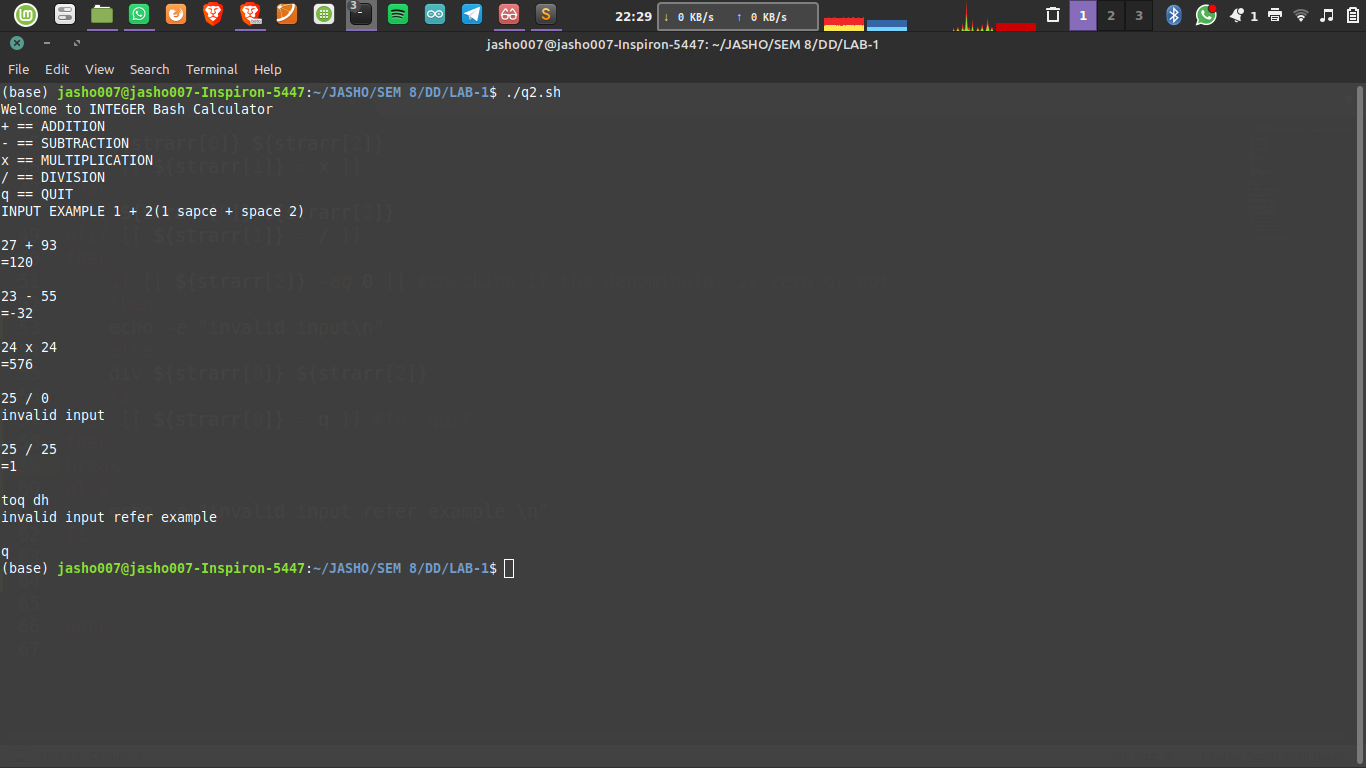 3
22:29
↓ 0 KB/s ↑ 0 KB/s
1
1 2 3
jasho007@jasho007-Inspiron-5447: ~/JASHO/SEM 8/DD/LAB-1
File Edit View Search Terminal Help
(base) jasho007@jasho007-Inspiron-5447:~/JASHO/SEM 8/DD/LAB-1$ ./q2.sh
Welcome to INTEGER Bash Calculator
+ == ADDITION
- == SUBTRACTION
x == MULTIPLICATION
/ == DIVISION
q == QUIT
INPUT EXAMPLE 1 + 2(1 sapce + space 2)
27 + 93
=120
23 - 55
=-32
24 x 24
=576
25 / 0
invalid input
25 / 25
=1
toq dh
invalid input refer example
q
(base) jasho007@jasho007-Inspiron-5447:~/JASHO/SEM 8/DD/LAB-1$